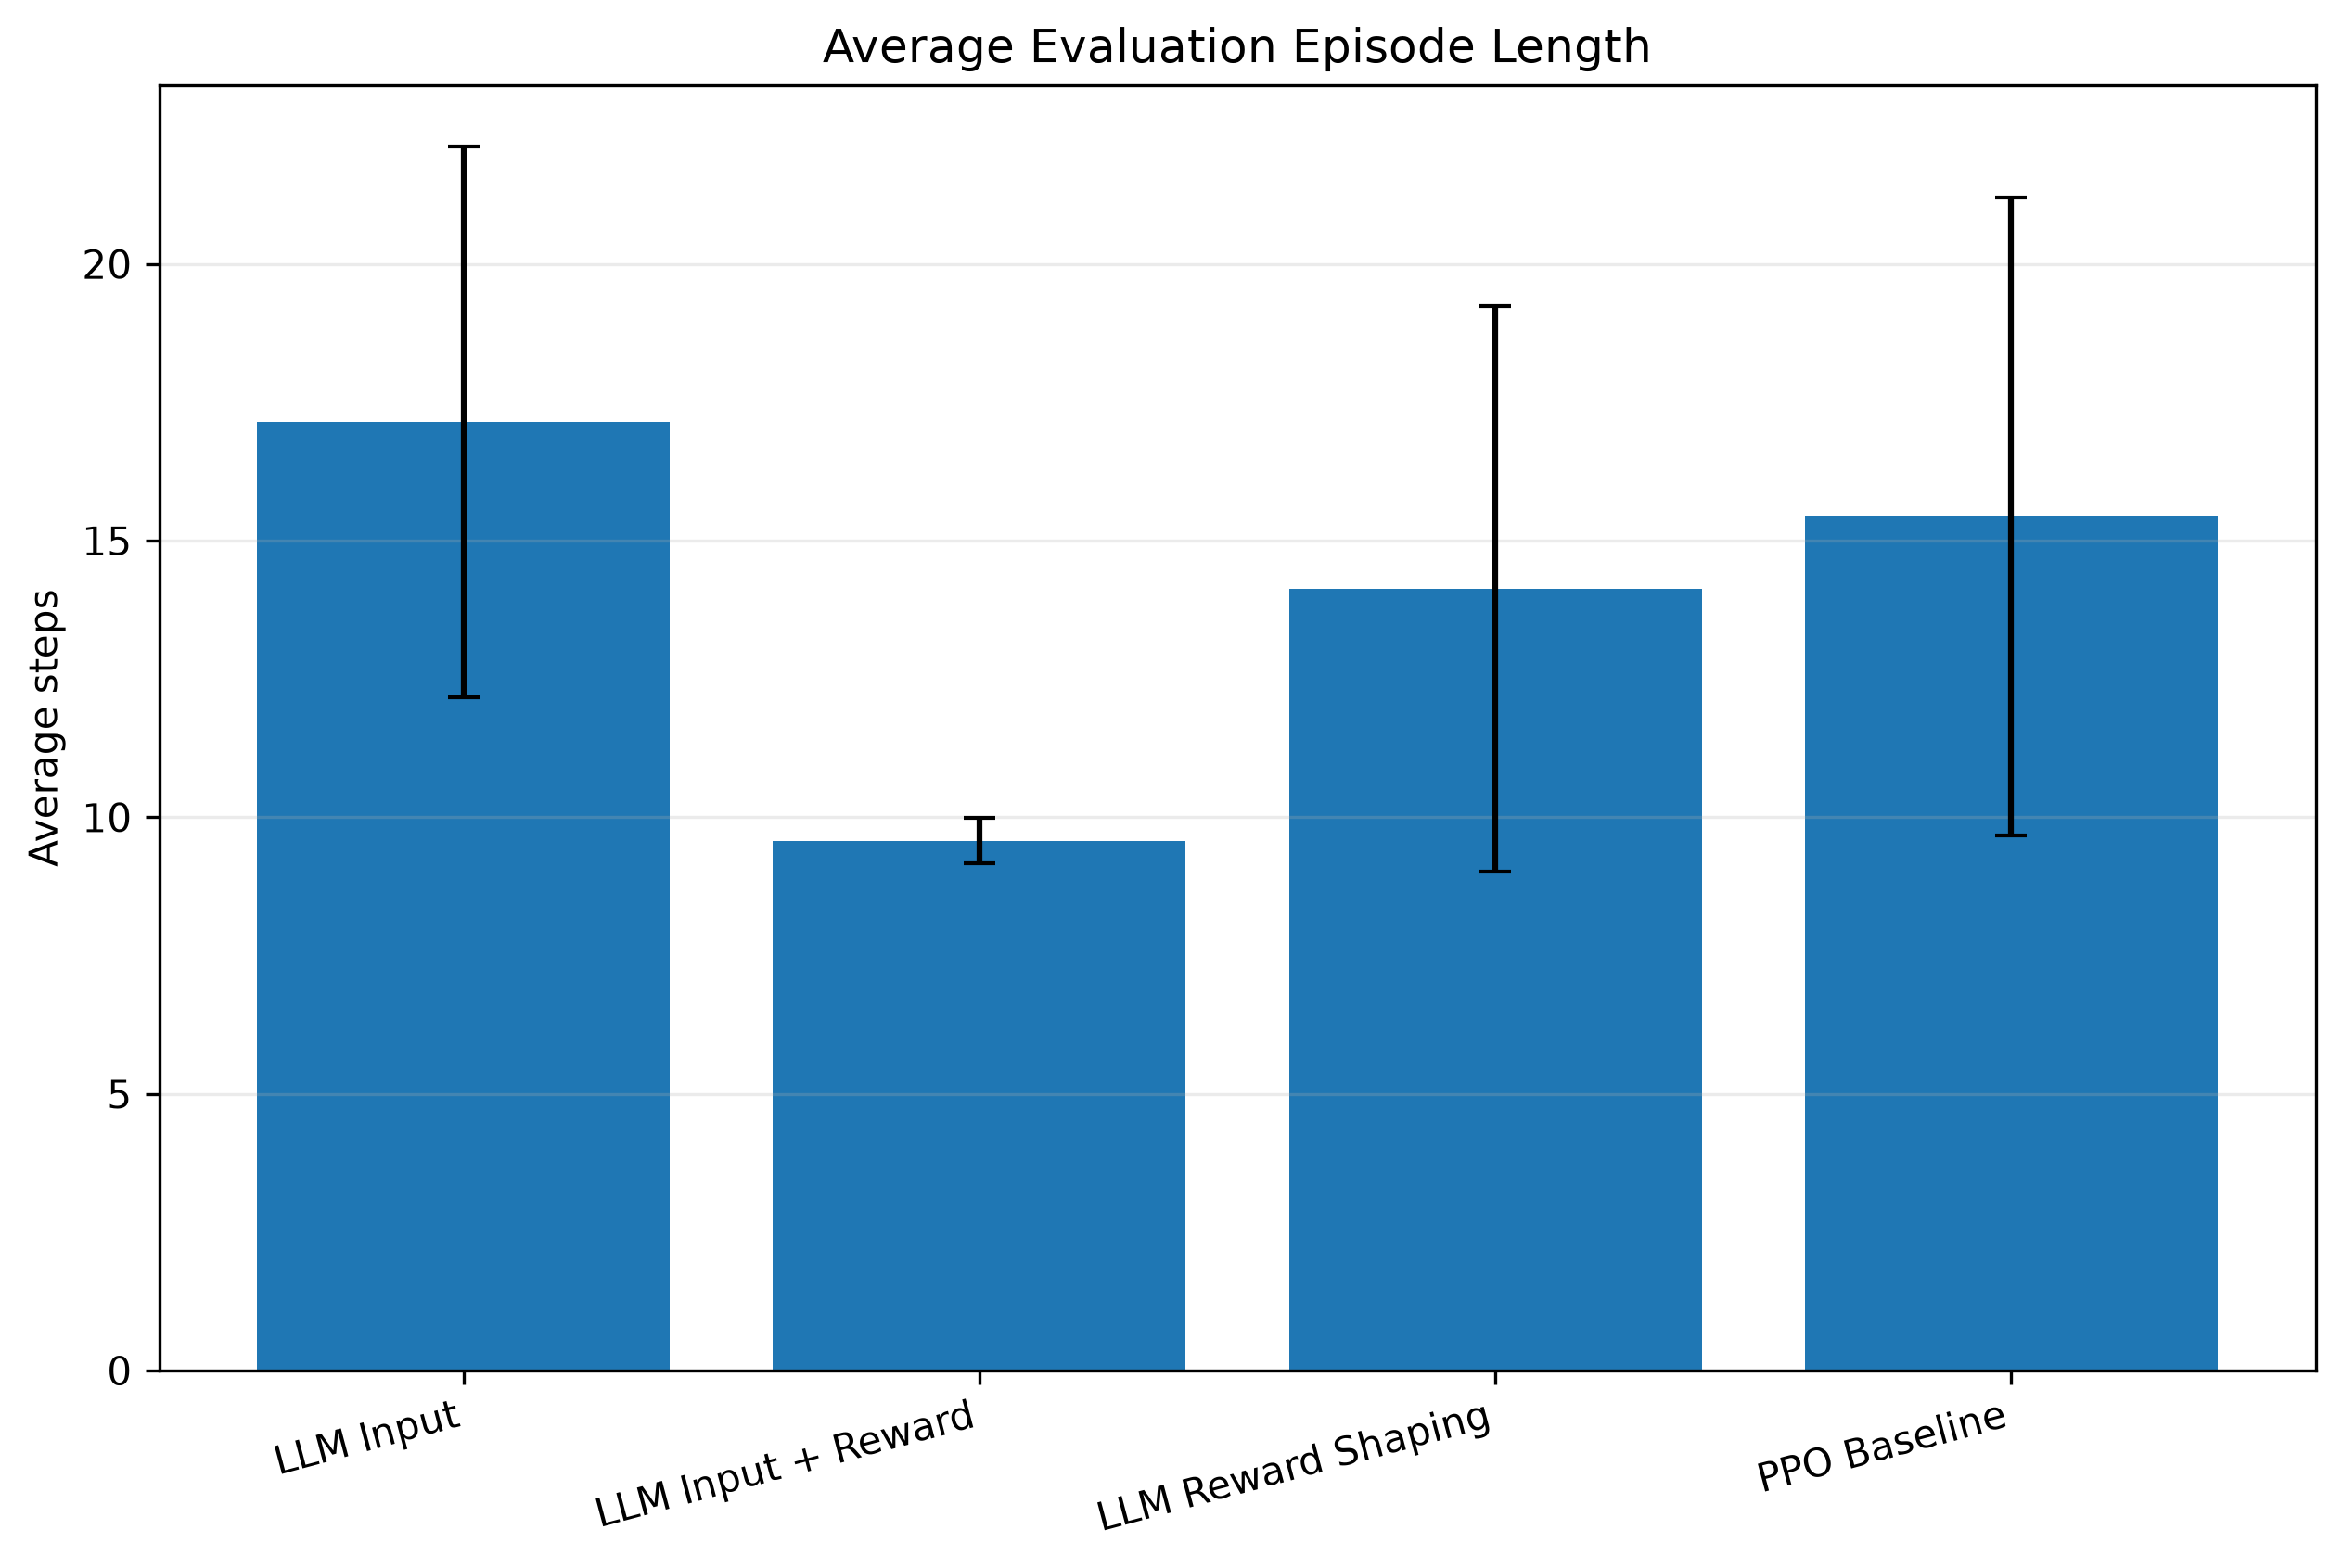 Average Evaluation Episode Length
Average steps
20
15
10
5
0
LLM Input
LLM Input + Reward
LLM Reward Shaping
PPO Baseline